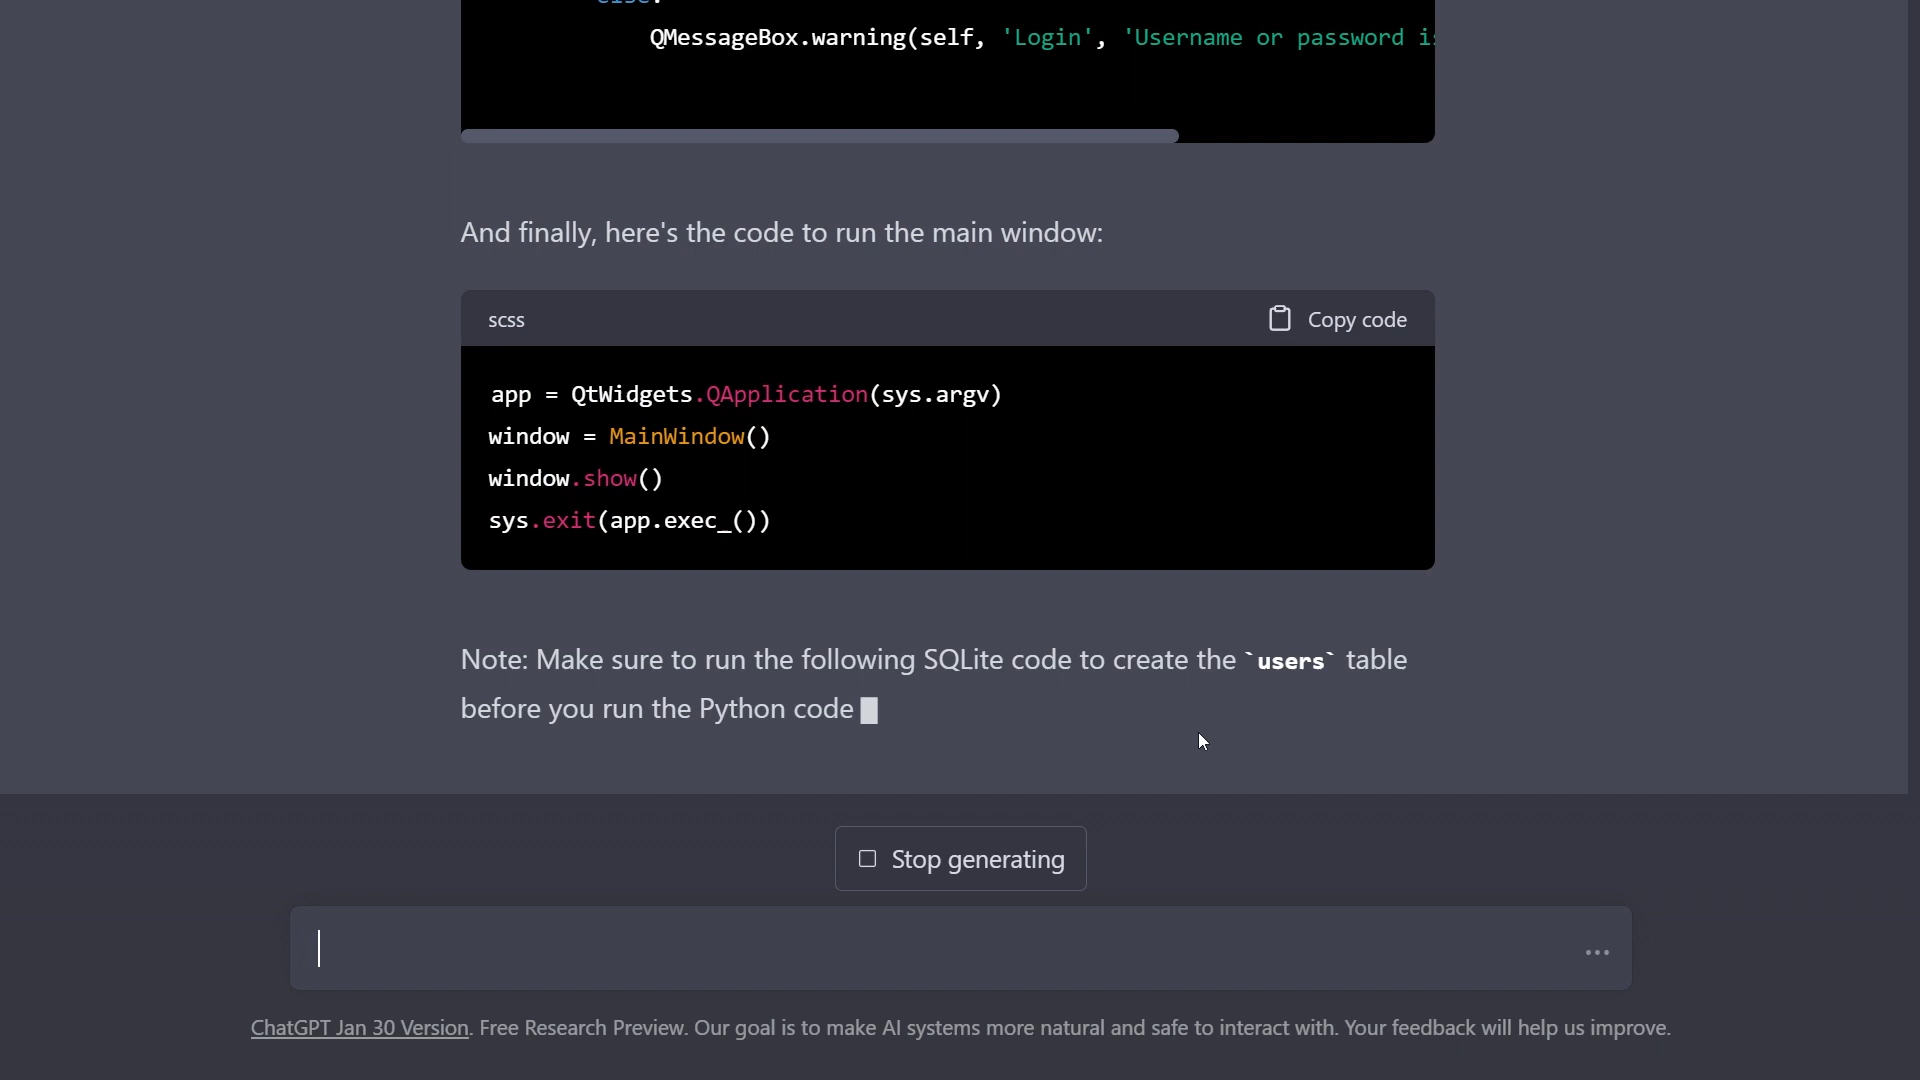 else:
QMessageBox.warning(self, 'Login', 'Username or password is
And finally, here's the code to run the main window:
scss
Copy code
app = QtWidgets.QApplication(sys.argv)
window = MainWindow()
window.show()
sys.exit(app.exec_())
Note: Make sure to run the following SQLite code to create the `users` table
before you run the Python code
Stop generating
ChatGPT Jan 30 Version. Free Research Preview. Our goal is to make AI systems more natural and safe to interact with. Your feedback will help us improve.